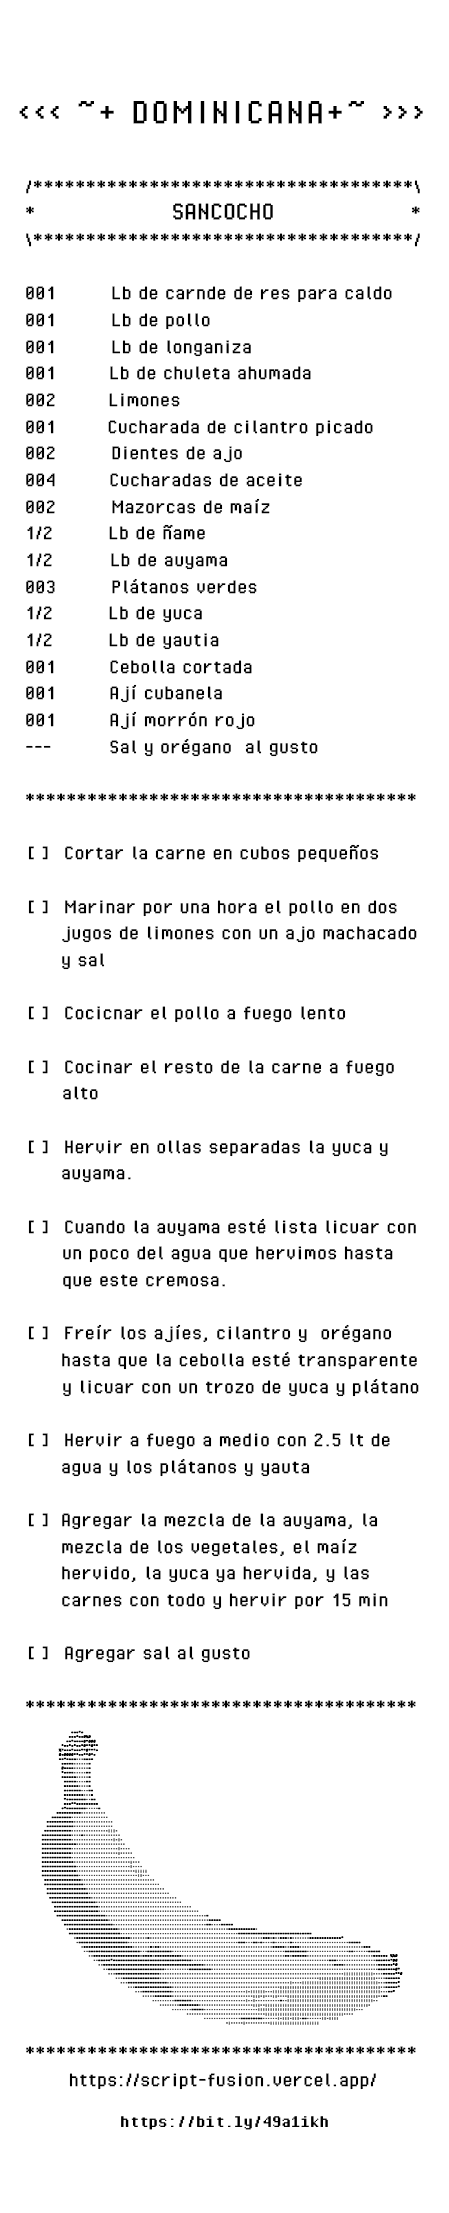 <<< ~+ DOMINICANA+~ >>>
/************************************\
* SANCOCHO *
\************************************/
001 Lb de carnde de res para caldo
001 Lb de pollo
001 Lb de longaniza
001 Lb de chuleta ahumada
002 Limones
001 Cucharada de cilantro picado
002 Dientes de ajo
004 Cucharadas de aceite
002 Mazorcas de maíz
1/2 Lb de ñame
1/2 Lb de auyama
003 Plátanos verdes
1/2 Lb de yuca
1/2 Lb de yautia
001 Cebolla cortada
001 Ají cubanela
001 Ají morrón rojo
--- Sal y orégano  al gusto
**************************************
[ ] Cortar la carne en cubos pequeños
[ ] Marinar por una hora el pollo en dos
jugos de limones con un ajo machacado
y sal
[ ] Cocicnar el pollo a fuego lento
[ ] Cocinar el resto de la carne a fuego
alto
[ ] Hervir en ollas separadas la yuca y
auyama.
[ ] Cuando la auyama esté lista licuar con
un poco del agua que hervimos hasta
que este cremosa.
[ ] Freír los ajíes, cilantro y  orégano
hasta que la cebolla esté transparente
y licuar con un trozo de yuca y plátano
[ ] Hervir a fuego a medio con 2.5 lt de
agua y los plátanos y yauta
[ ] Agregar la mezcla de la auyama, la
mezcla de los vegetales, el maíz
hervido, la yuca ya hervida, y las
carnes con todo y hervir por 15 min
[ ] Agregar sal al gusto
**************************************
**************************************
https://script-fusion.vercel.app/
https://bit.ly/49a1ikh